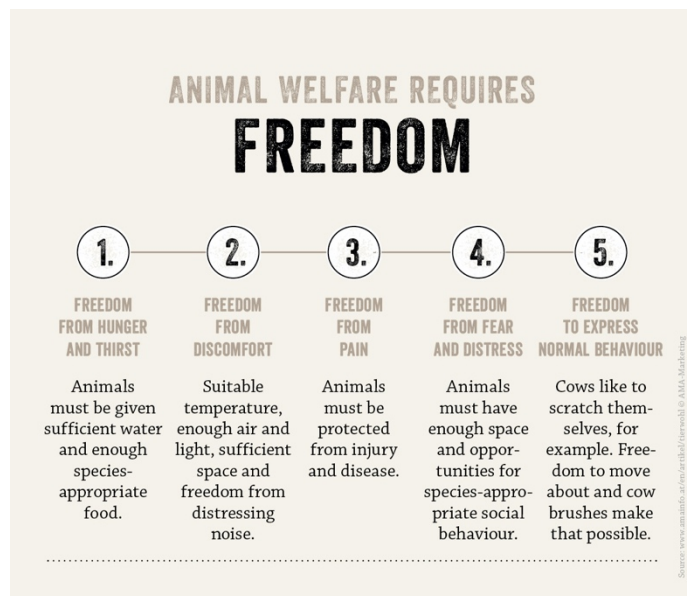 ANIMAL WELFARE REQUIRES
FREEDOM
1.
FREEDOM
FROM HUNGER
AND THIRST
Animals
must be given
sufficient water
and enough
species-
appropriate
food.
2.
FREEDOM
FROM
DISCOMFORT
Suitable
temperature,
enough air and
light, sufficient
space and
freedom from
distressing
noise.
3.
FREEDOM
FROM
PAIN
Animals
must be
protected
from injury
and disease.
4.
FREEDOM
FROM FEAR
AND DISTRESS
Animals
must have
enough space
and oppor-
tunities for
species-appro-
priate social
behaviour.
5.
FREEDOM
TO EXPRESS
NORMAL BEHAVIOUR
Cows like to
scratch them-
selves, for
example. Free-
dom to move
about and cow
brushes make
that possible.
Source: www.amainfo.at/en/artikel/tierwohl © AMA-Marketing